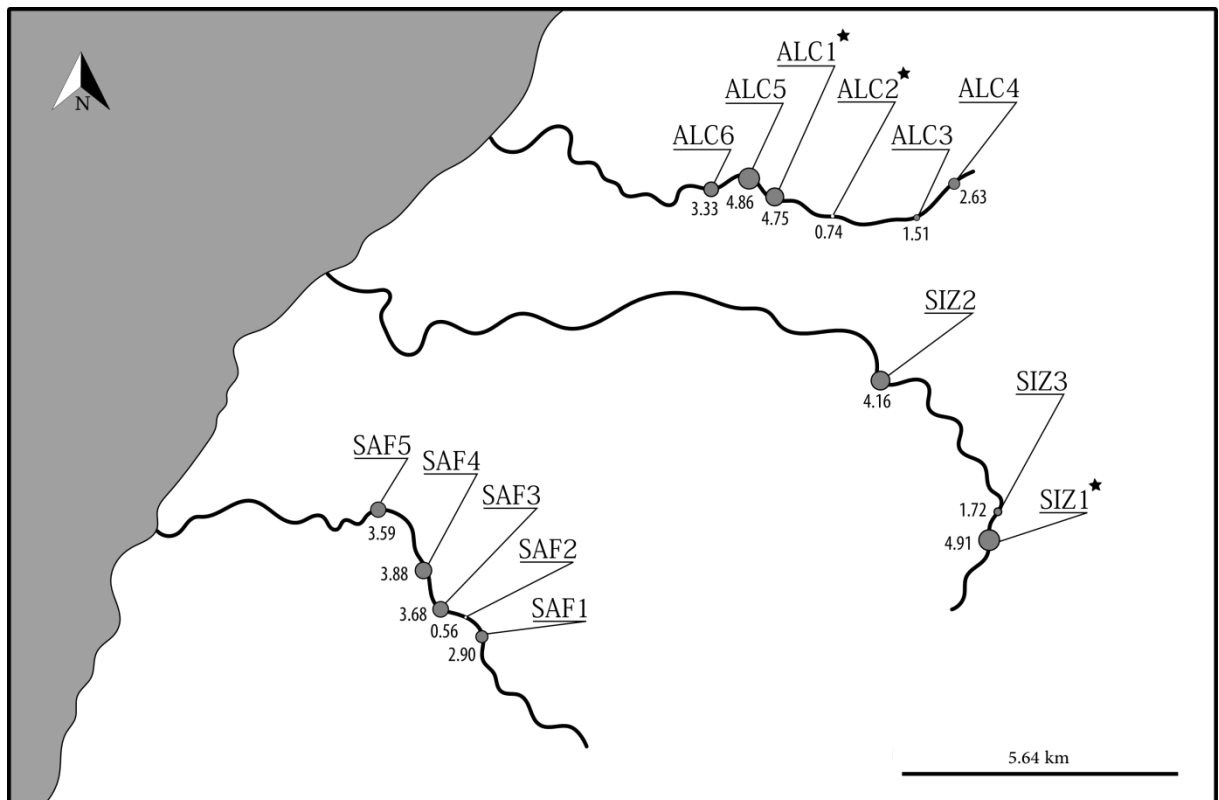 N
ALC1★
ALC5
ALC2★
ALC4
ALC6
ALC3
3.33
4.86
4.75
0.74
1.51
2.63
SIZ2
4.16
SIZ3
1.72
SIZ1★
4.91
SAF5
3.59
SAF4
3.88
SAF3
3.68
SAF2
0.56
SAF1
2.90
5.64 km